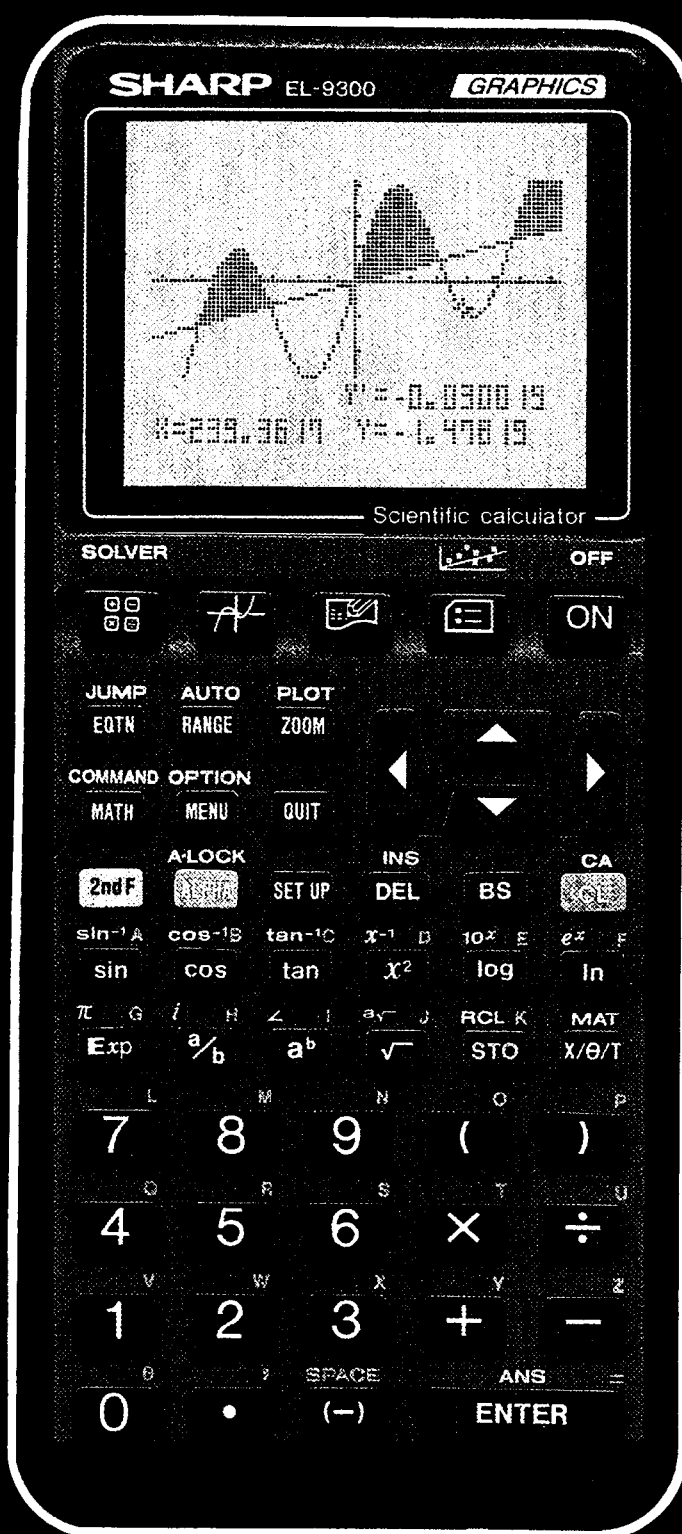 SHARP EL-9300 GRAPHICS
Y'=-0.030019
X=239.3617 Y=-1.47819
Scientific calculator
SOLVER OFF
ON
JUMP AUTO PLOT
EQTN RANGE ZOOM
COMMAND OPTION
MATH MENU QUIT
A-LOCK INS CA
2nd F ALPHA SET UP DEL BS CL
sin⁻¹ A cos⁻¹ B tan⁻¹ C x⁻¹ D 10ˣ E eˣ F
sin cos tan x² log ln
π G i H ∠ I ª√ J RCL K MAT
Exp a/b aᵇ √ STO X/θ/T
L M N O P
7 8 9 ( )
Q R S T U
4 5 6 × ÷
V W X Y Z
1 2 3 + −
θ SPACE ANS =
0 • (−) ENTER